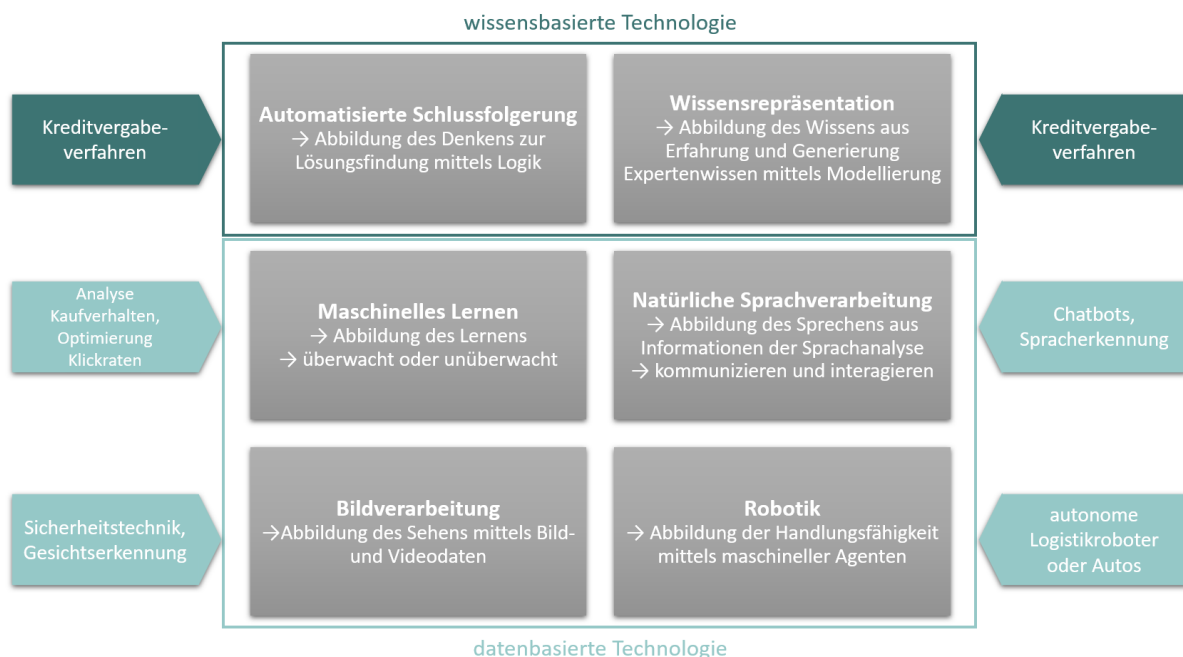 wissensbasierte Technologie
Kreditvergabe-
verfahren
Automatisierte Schlussfolgerung
→ Abbildung des Denkens zur
Lösungsfindung mittels Logik
Wissensrepräsentation
→ Abbildung des Wissens aus
Erfahrung und Generierung
Expertenwissen mittels Modellierung
Kreditvergabe-
verfahren
Analyse
Kaufverhalten,
Optimierung
Klickraten
Maschinelles Lernen
→ Abbildung des Lernens
→ überwacht oder unüberwacht
Natürliche Sprachverarbeitung
→ Abbildung des Sprechens aus
Informationen der Sprachanalyse
→ kommunizieren und interagieren
Chatbots,
Spracherkennung
Sicherheitstechnik,
Gesichtserkennung
Bildverarbeitung
→Abbildung des Sehens mittels Bild-
und Videodaten
Robotik
→ Abbildung der Handlungsfähigkeit
mittels maschineller Agenten
autonome
Logistikroboter
oder Autos
datenbasierte Technologie